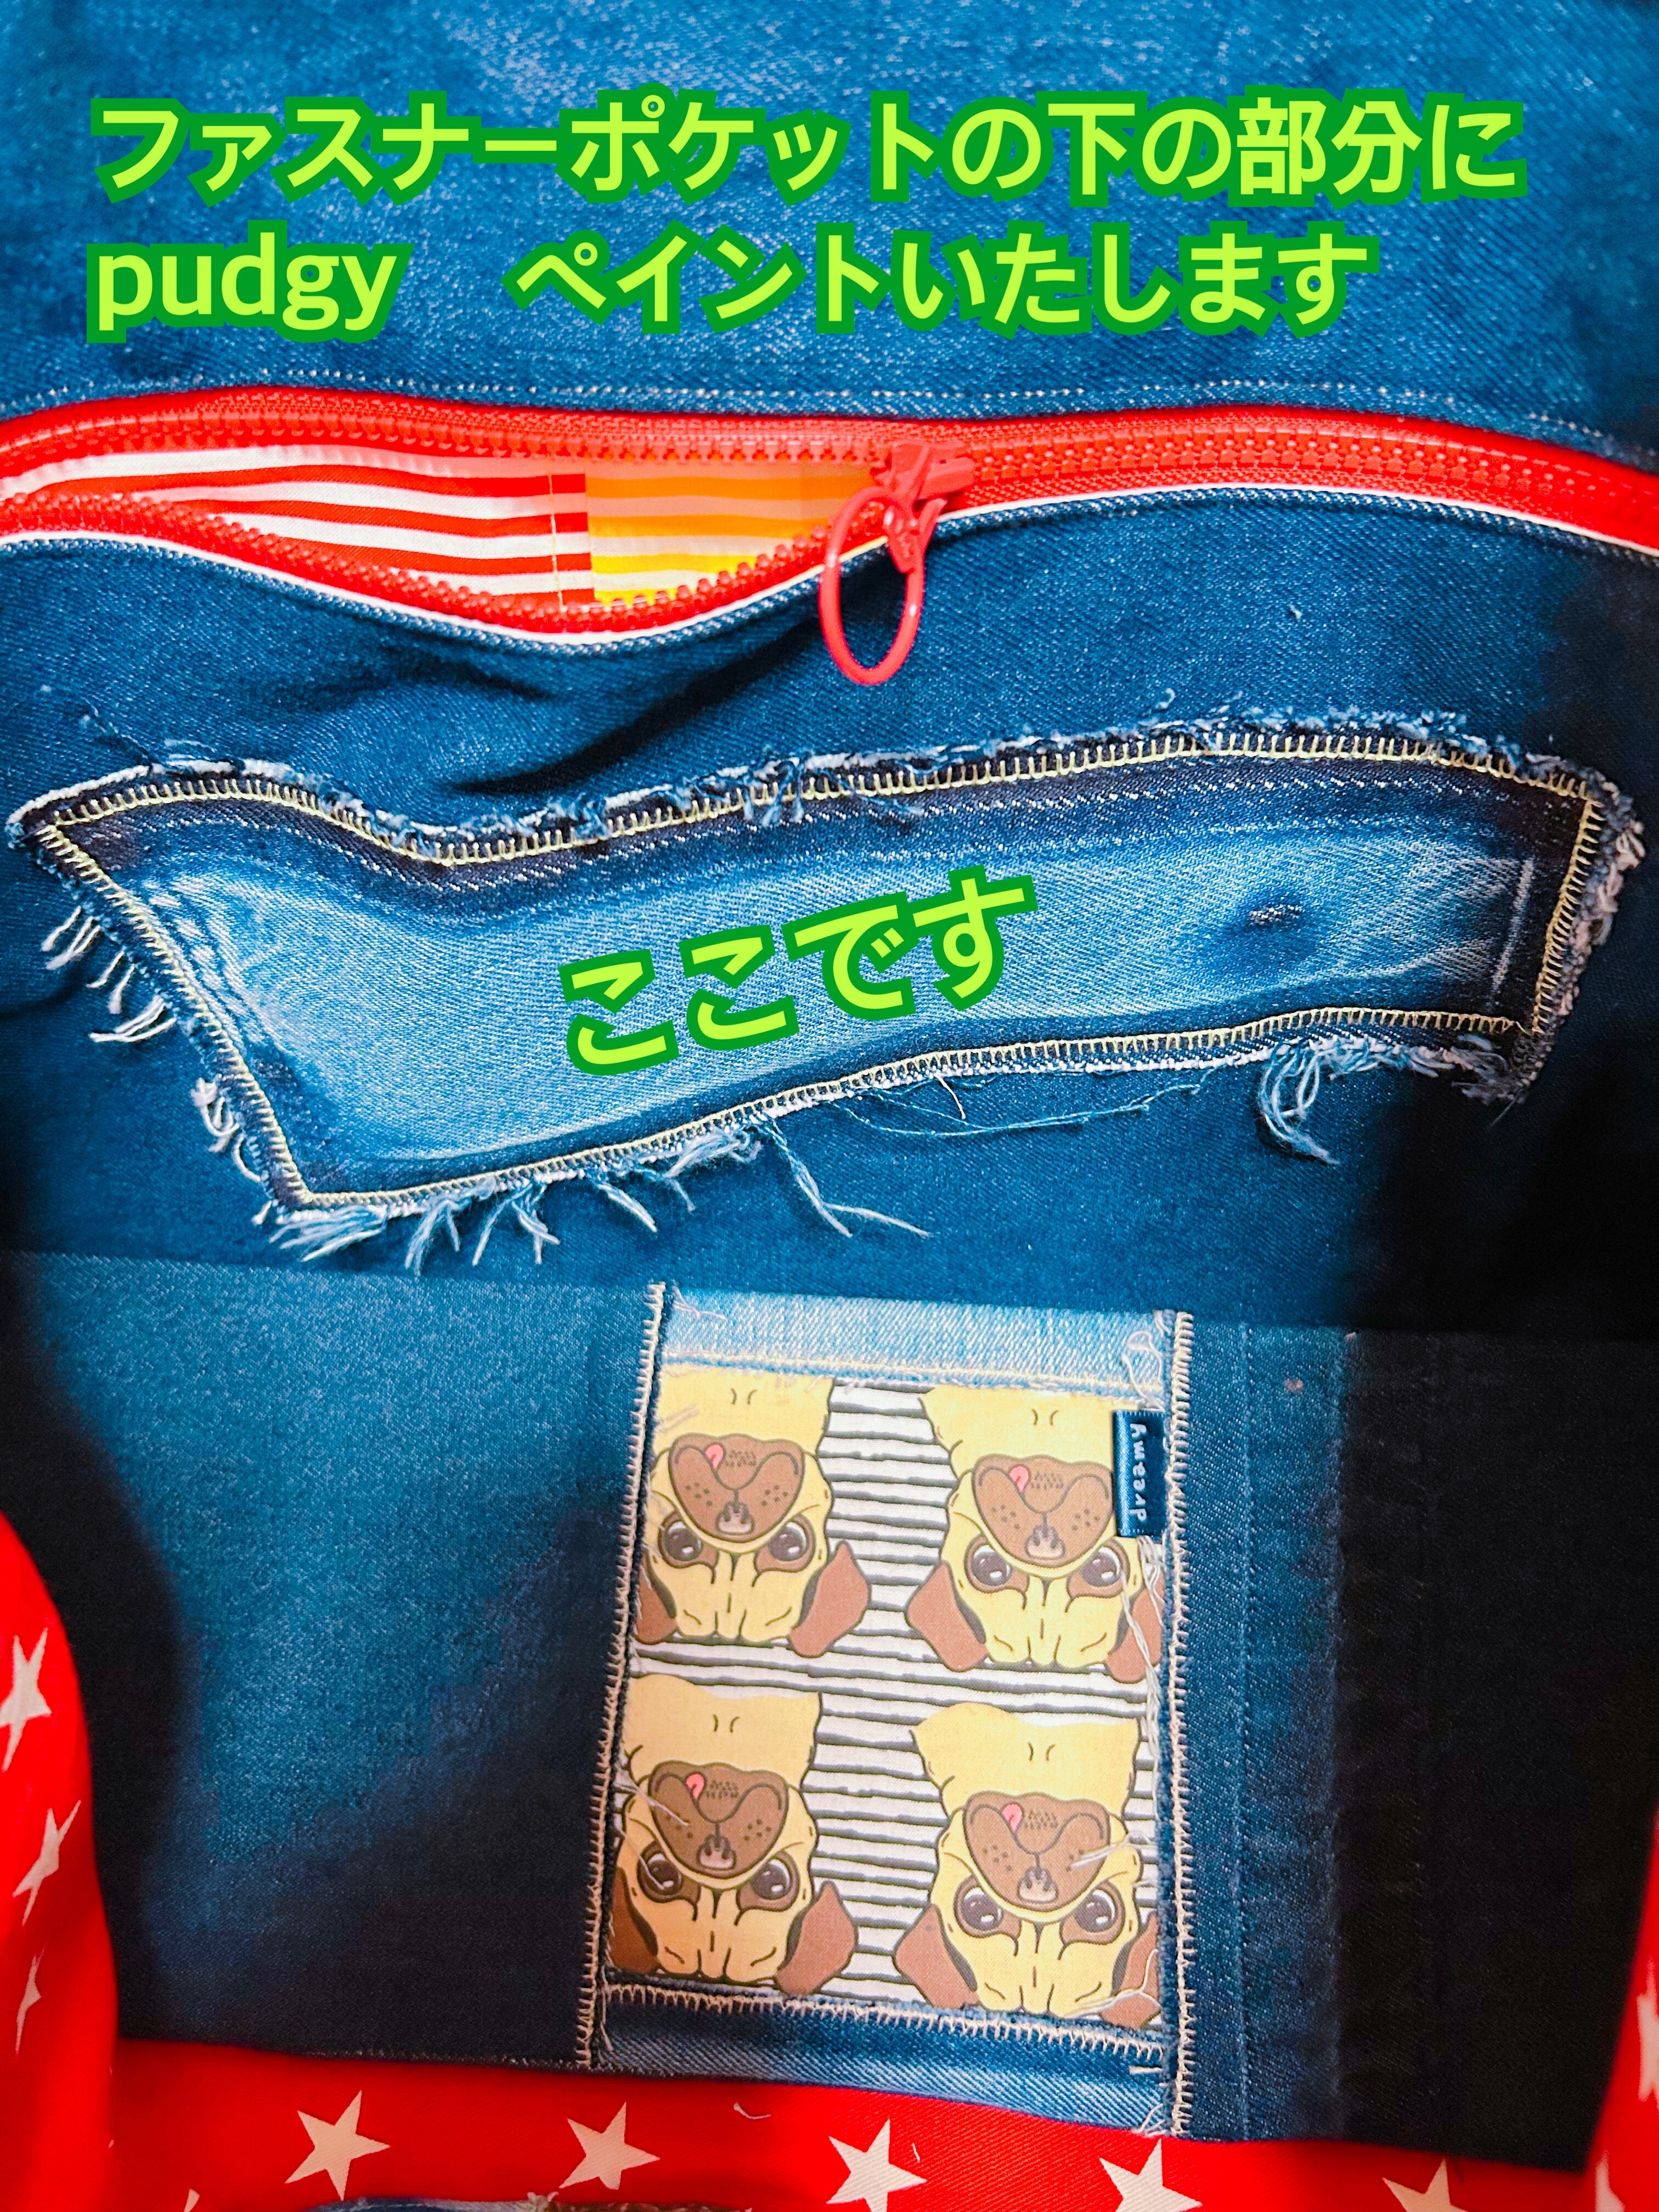 ファスナーポケットの下の部分に
pudgy　ペイントいたします
ここです
dreamy